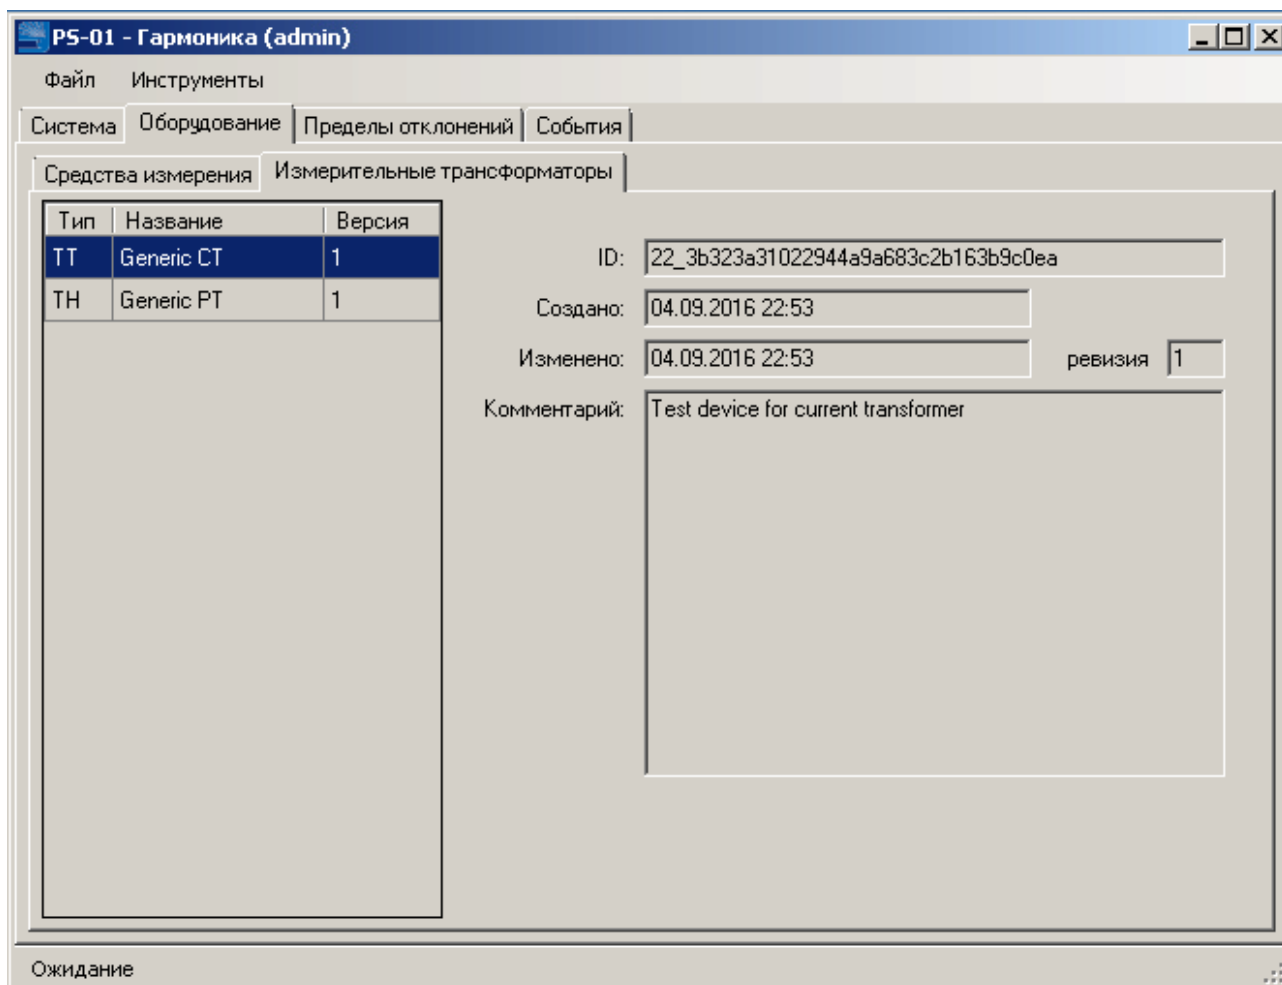 PS-01 - Гармоника (admin)
Файл Инструменты
Система Оборудование Пределы отклонений События
Средства измерения Измерительные трансформаторы
Тип Название Версия
ТТ Generic CT 1
ТН Generic PT 1
ID: 22_3b323a31022944a9a683c2b163b9c0ea
Создано: 04.09.2016 22:53
Изменено: 04.09.2016 22:53 ревизия 1
Комментарий: Test device for current transformer
Ожидание